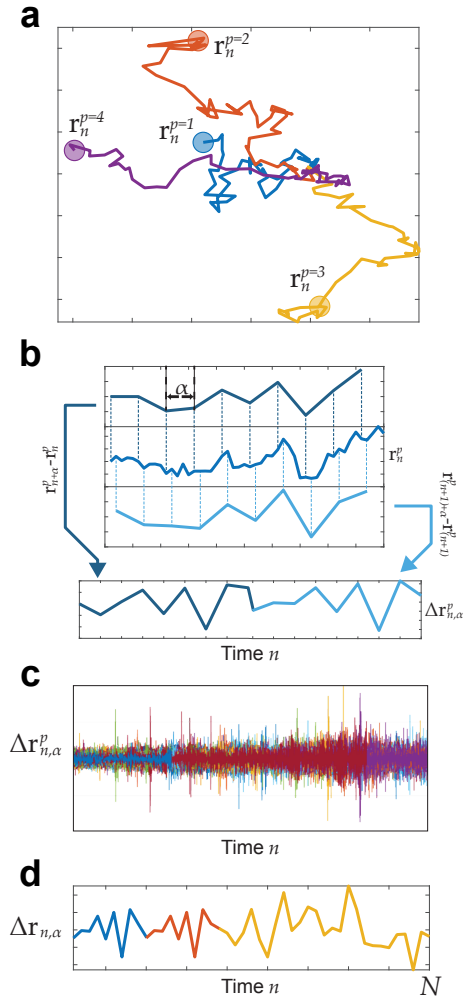 a
r_n^{p=2}
r_n^{p=4}
r_n^{p=1}
r_n^{p=3}
b
α
r_{n+α}^p-r_n^p
r_n^p
r_{(n+1)+α}^p-r_{(n+1)}^p
Δr_{n,α}^p
Time n
c
Δr_{n,α}^p
Time n
d
Δr_{n,α}
Time n
N